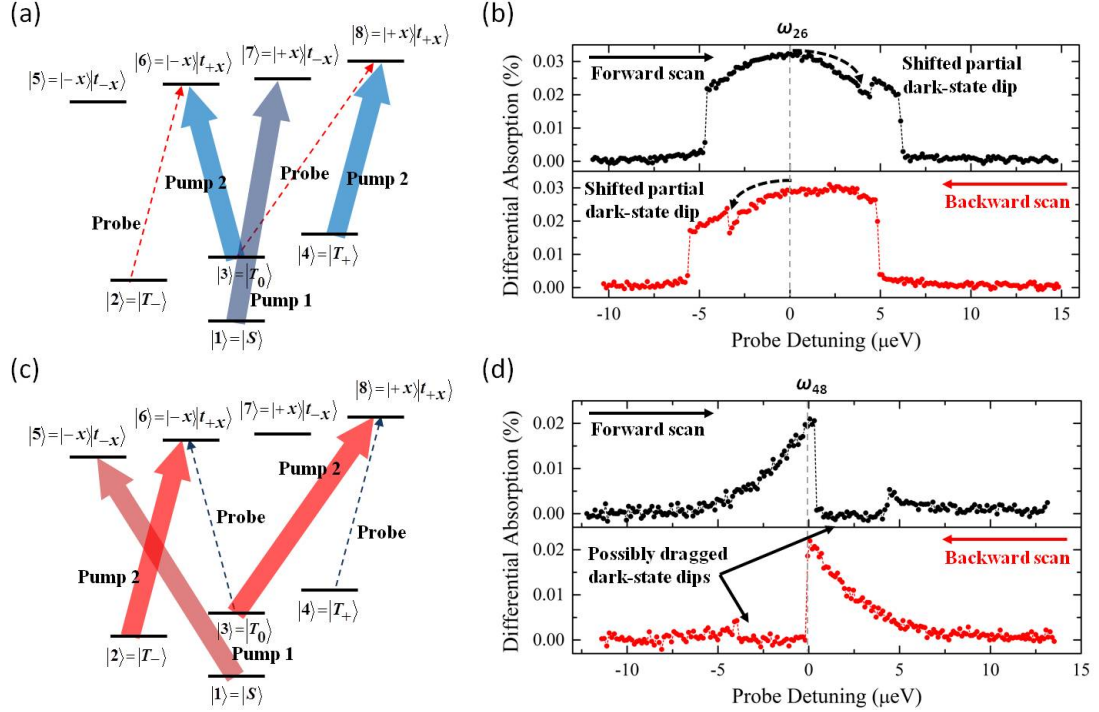 (a)
|8⟩=|+x⟩|t+x⟩
|7⟩=|+x⟩|t−x⟩
|6⟩=|−x⟩|t+x⟩
|5⟩=|−x⟩|t−x⟩
Pump 2
Probe
Pump 2
Probe
|4⟩=|T+⟩
|3⟩=|T0⟩
|2⟩=|T−⟩
Pump 1
|1⟩=|S⟩
(b)
ω26
Differential Absorption (%)
0.03
0.02
0.01
0.00
Forward scan
Shifted partial
dark-state dip
0.03
0.02
0.01
0.00
Shifted partial
dark-state dip
Backward scan
-10
-5
0
5
10
15
Probe Detuning (μeV)
(c)
|8⟩=|+x⟩|t+x⟩
|7⟩=|+x⟩|t−x⟩
|6⟩=|−x⟩|t+x⟩
|5⟩=|−x⟩|t−x⟩
Pump 2
Probe
Probe
Pump 2
|4⟩=|T+⟩
|3⟩=|T0⟩
|2⟩=|T−⟩
Pump 1
|1⟩=|S⟩
(d)
ω48
Differential Absorption (%)
0.02
0.01
0.00
Forward scan
0.02
0.01
0.00
Possibly dragged
dark-state dips
Backward scan
-10
-5
0
5
10
15
Probe Detuning (μeV)